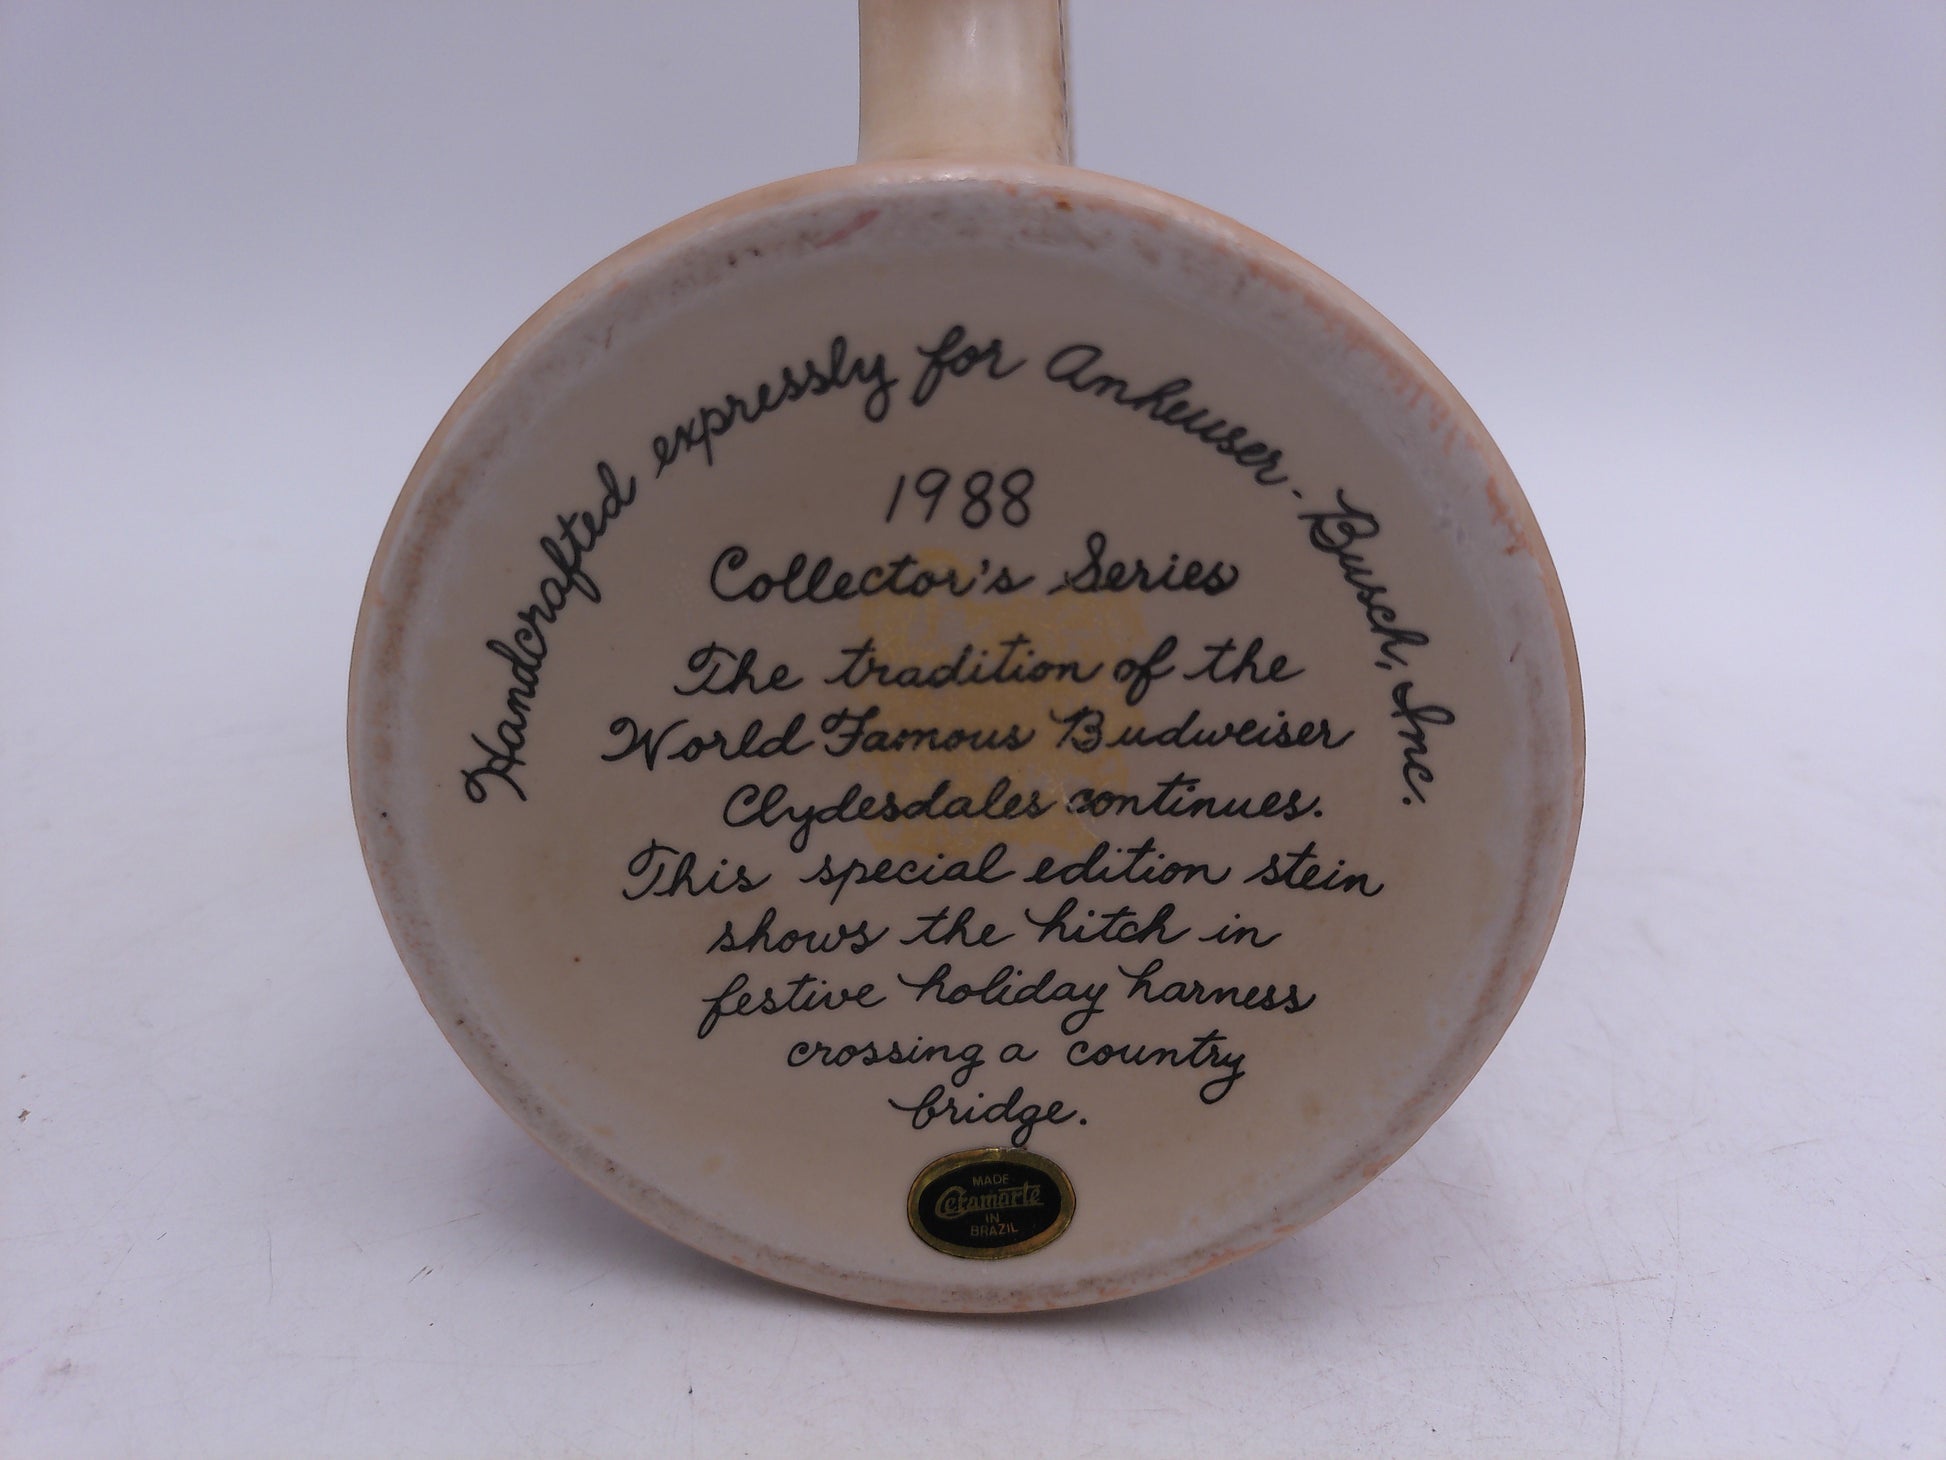 Handcrafted expressly for Anheuser-Busch, Inc.
1988
Collector's Series
The tradition of the
World Famous Budweiser
Clydesdales continues.
This special edition stein
shows the hitch in
festive holiday harness
crossing a country
bridge.
MADE
Ceramarte
IN
BRAZIL